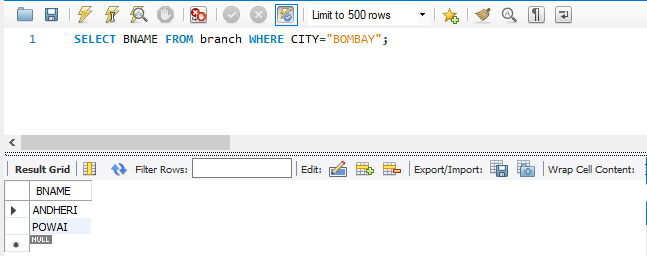 Limit to 500 rows
1 SELECT BNAME FROM branch WHERE CITY="BOMBAY";
Result Grid Filter Rows: Edit: Export/Import: Wrap Cell Content:
BNAME
ANDHERI
POWAI
NULL